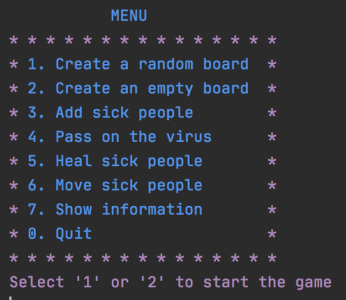 MENU
* * * * * * * * * * * * * * *
* 1. Create a random board *
* 2. Create an empty board *
* 3. Add sick people *
* 4. Pass on the virus *
* 5. Heal sick people *
* 6. Move sick people *
* 7. Show information *
* 0. Quit *
* * * * * * * * * * * * * * *
Select '1' or '2' to start the game